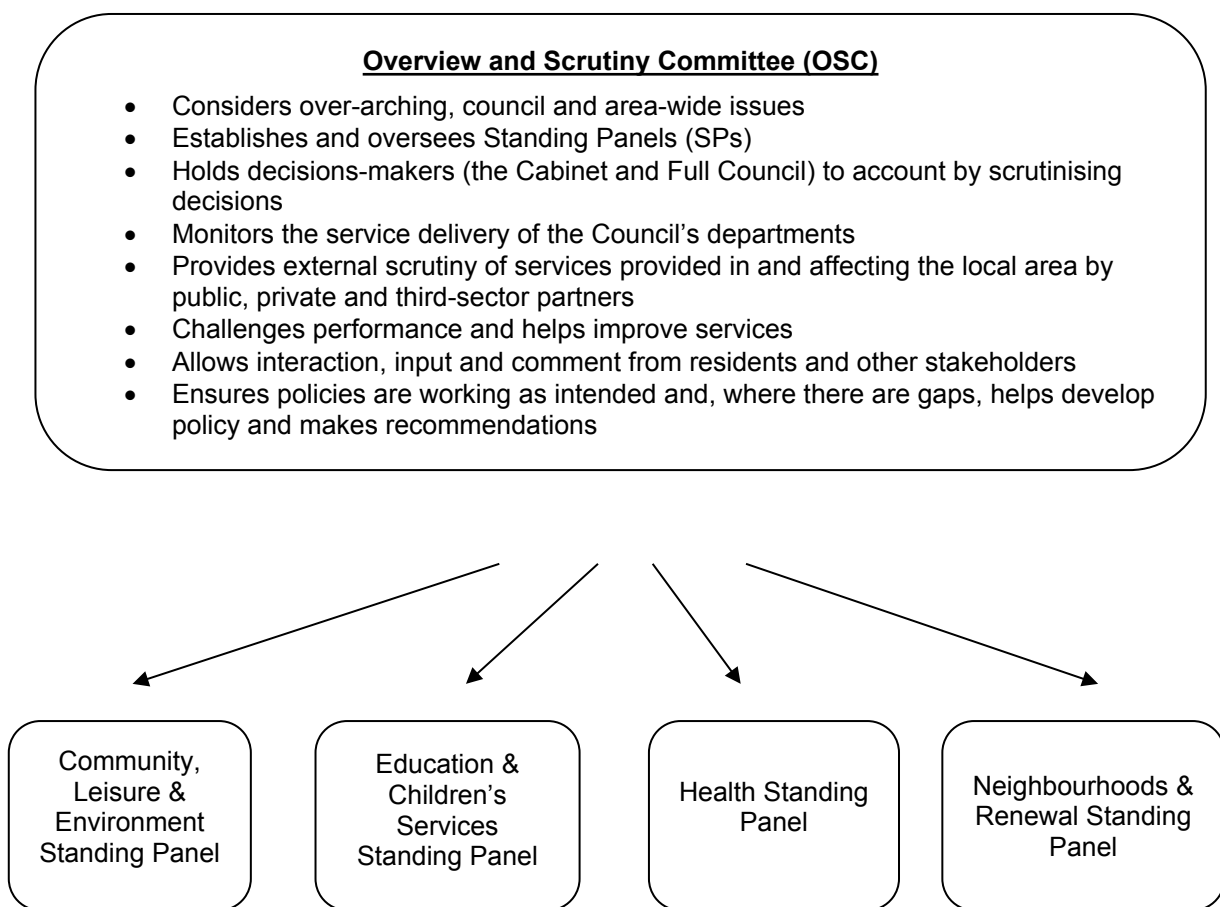 Overview and Scrutiny Committee (OSC)
• Considers over-arching, council and area-wide issues
• Establishes and oversees Standing Panels (SPs)
• Holds decisions-makers (the Cabinet and Full Council) to account by scrutinising
decisions
• Monitors the service delivery of the Council’s departments
• Provides external scrutiny of services provided in and affecting the local area by
public, private and third-sector partners
• Challenges performance and helps improve services
• Allows interaction, input and comment from residents and other stakeholders
• Ensures policies are working as intended and, where there are gaps, helps develop
policy and makes recommendations
Community,
Leisure &
Environment
Standing Panel
Education &
Children’s
Services
Standing Panel
Health Standing
Panel
Neighbourhoods &
Renewal Standing
Panel